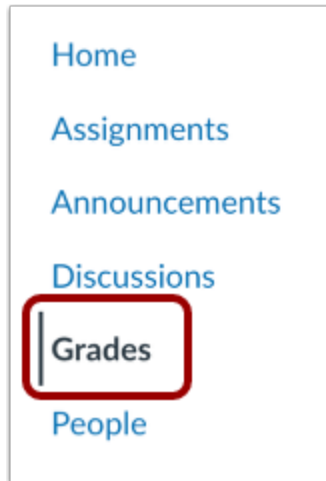 Home
Assignments
Announcements
Discussions
Grades
People